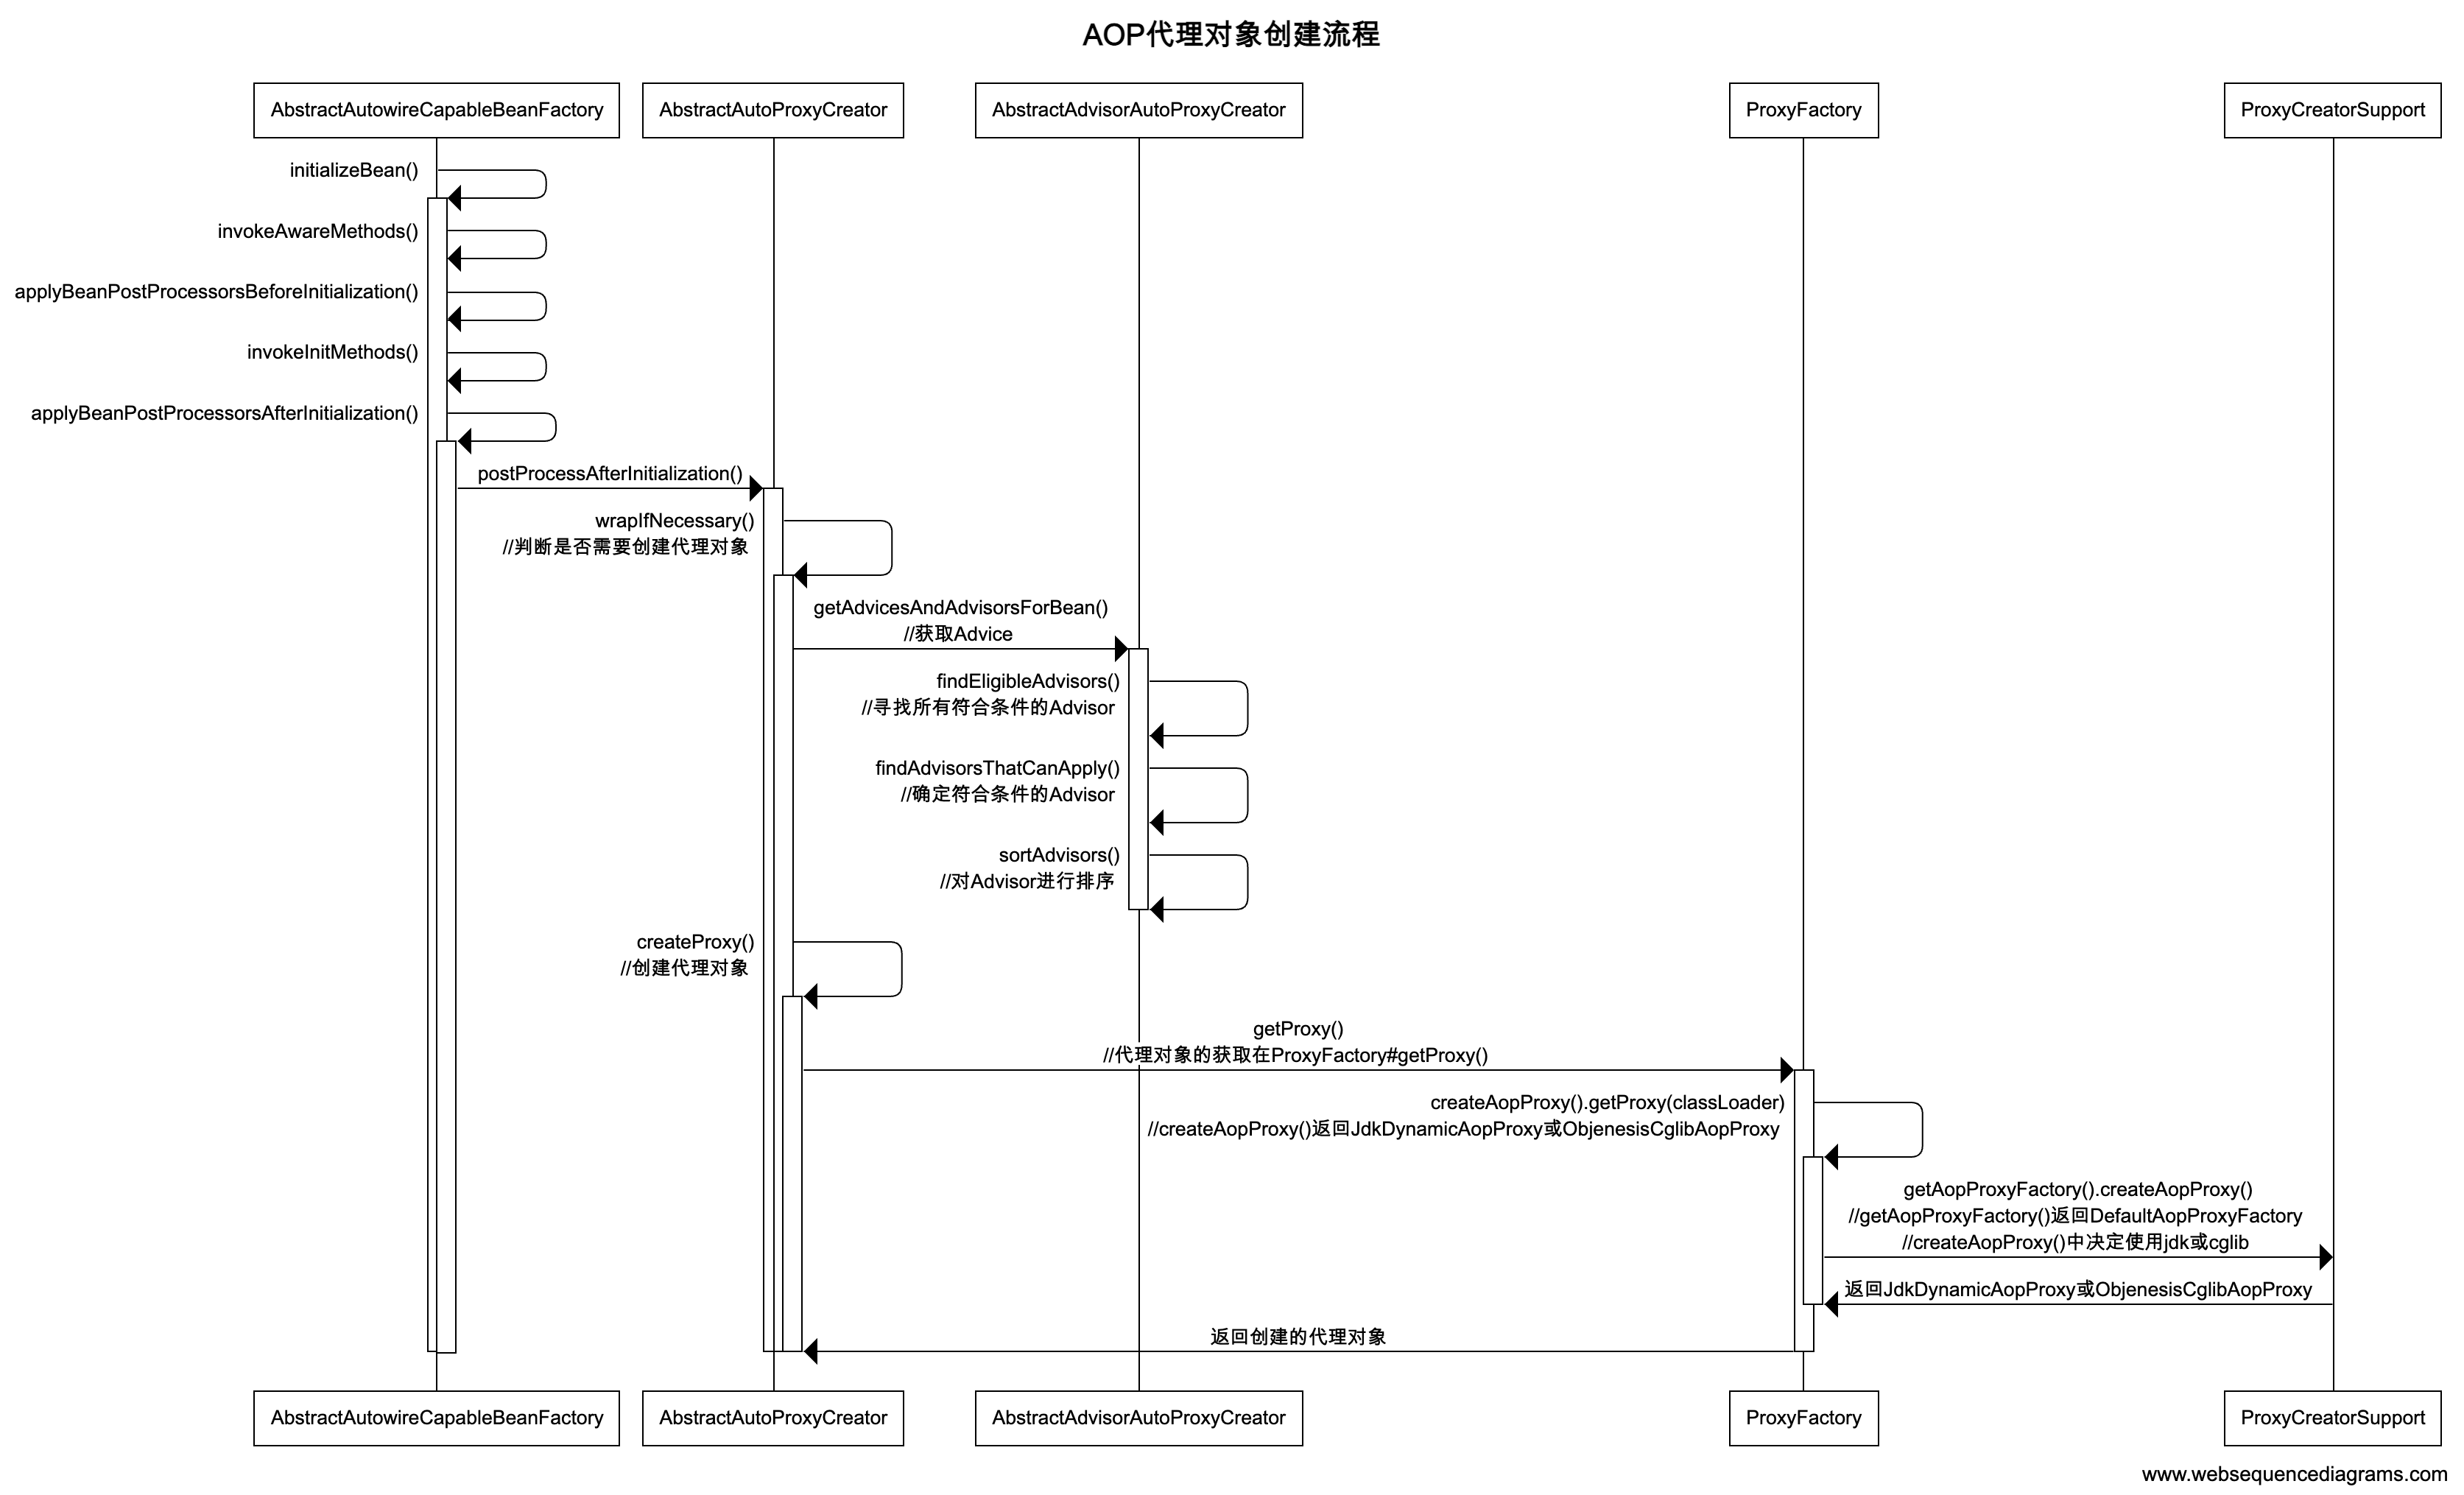 AOP代理对象创建流程
AbstractAutowireCapableBeanFactory
AbstractAutoProxyCreator
AbstractAdvisorAutoProxyCreator
ProxyFactory
ProxyCreatorSupport
initializeBean()
invokeAwareMethods()
applyBeanPostProcessorsBeforeInitialization()
invokeInitMethods()
applyBeanPostProcessorsAfterInitialization()
postProcessAfterInitialization()
wrapIfNecessary()
//判断是否需要创建代理对象
getAdvicesAndAdvisorsForBean()
//获取Advice
findEligibleAdvisors()
//寻找所有符合条件的Advisor
findAdvisorsThatCanApply()
//确定符合条件的Advisor
sortAdvisors()
//对Advisor进行排序
createProxy()
//创建代理对象
getProxy()
//代理对象的获取在ProxyFactory#getProxy()
createAopProxy().getProxy(classLoader)
//createAopProxy()返回JdkDynamicAopProxy或ObjenesisCglibAopProxy
getAopProxyFactory().createAopProxy()
//getAopProxyFactory()返回DefaultAopProxyFactory
//createAopProxy()中决定使用jdk或cglib
返回JdkDynamicAopProxy或ObjenesisCglibAopProxy
返回创建的代理对象
AbstractAutowireCapableBeanFactory
AbstractAutoProxyCreator
AbstractAdvisorAutoProxyCreator
ProxyFactory
ProxyCreatorSupport
www.websequencediagrams.com